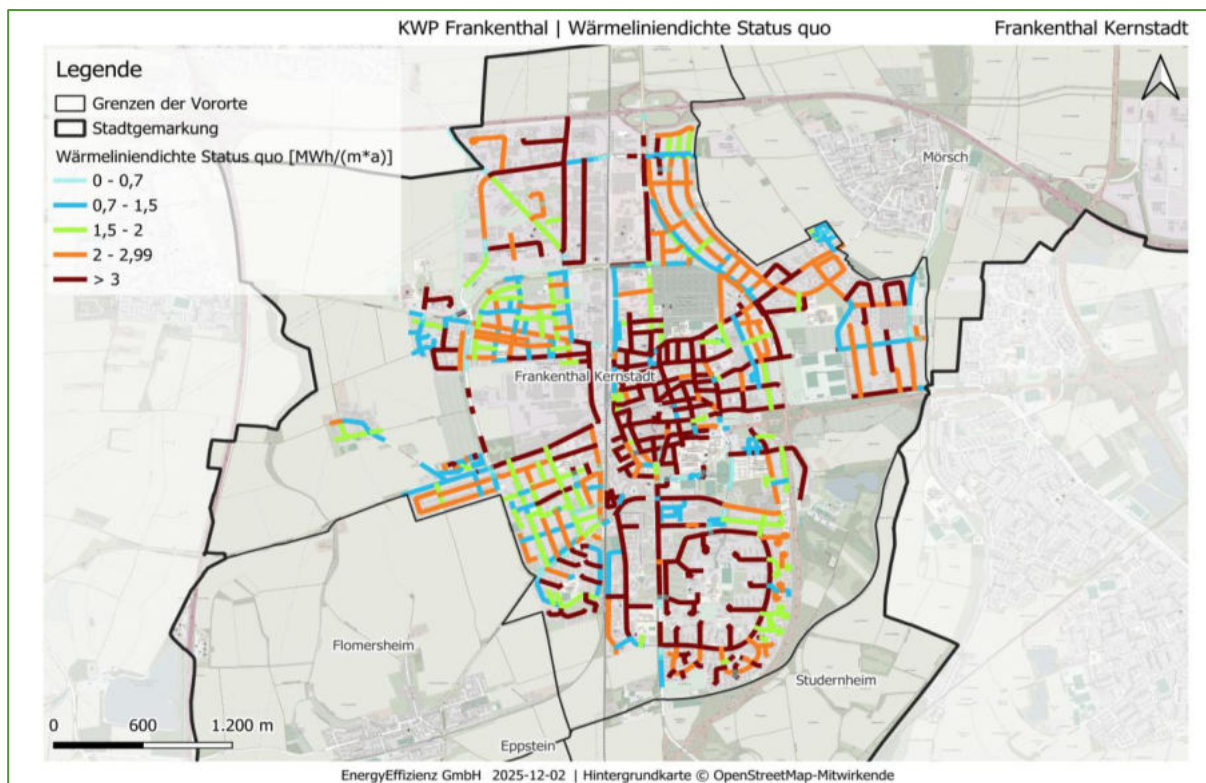 KWP Frankenthal | Wärmeliniendichte Status quo
Frankenthal Kernstadt
Legende
Grenzen der Vororte
Stadtgemarkung
Wärmeliniendichte Status quo [MWh/(m*a)]
0 - 0,7
0,7 - 1,5
1,5 - 2
2 - 2,99
> 3
Mörsch
Frankenthal Kernstadt
Flomersheim
Studernheim
Eppstein
0 600 1.200 m
EnergyEffizienz GmbH 2025-12-02 | Hintergrundkarte © OpenStreetMap-Mitwirkende